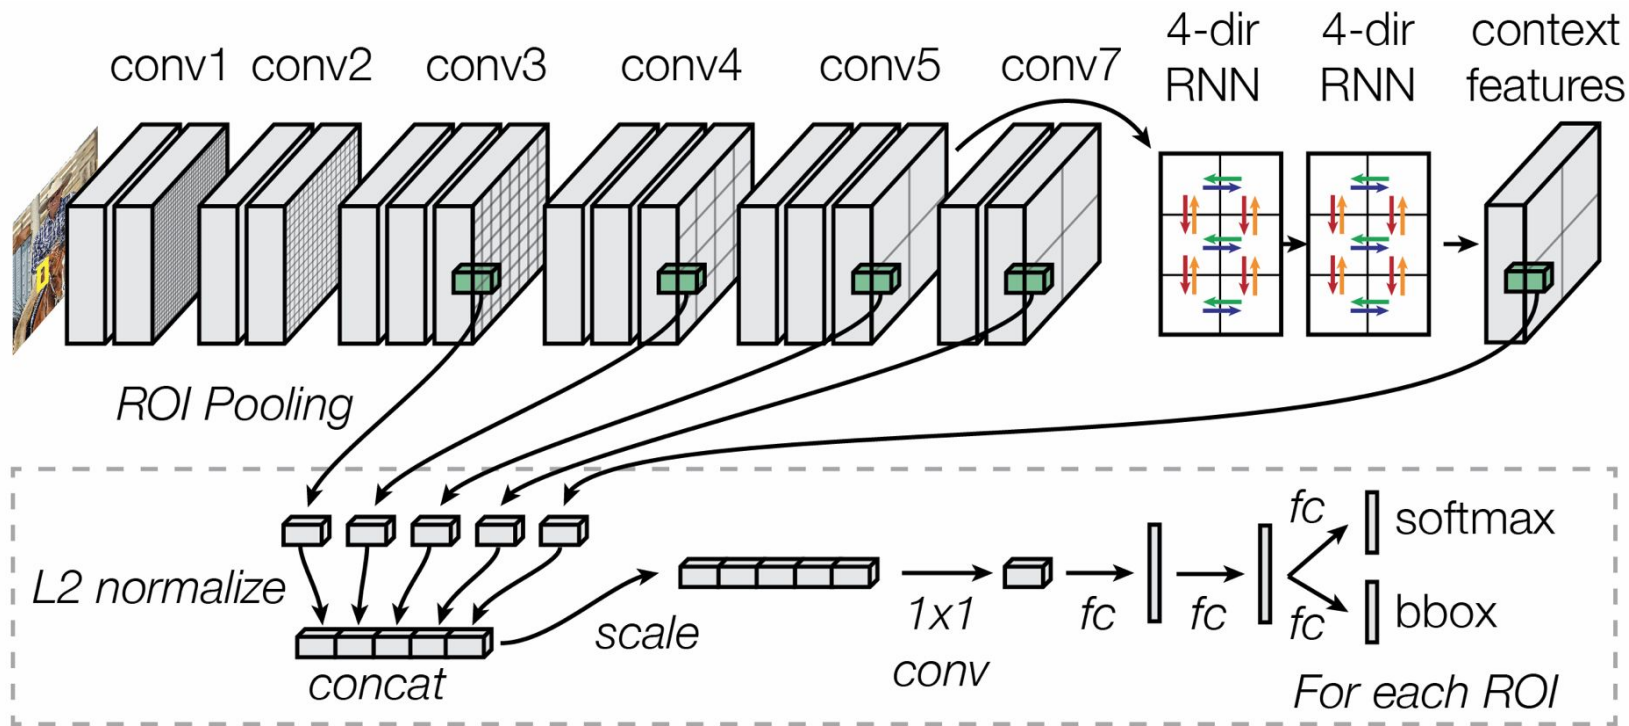 conv1 conv2 conv3 conv4 conv5 conv7
4-dir
RNN
4-dir
RNN
context
features
ROI Pooling
L2 normalize
concat
scale
1x1
conv
fc
fc
fc
softmax
fc
bbox
For each ROI